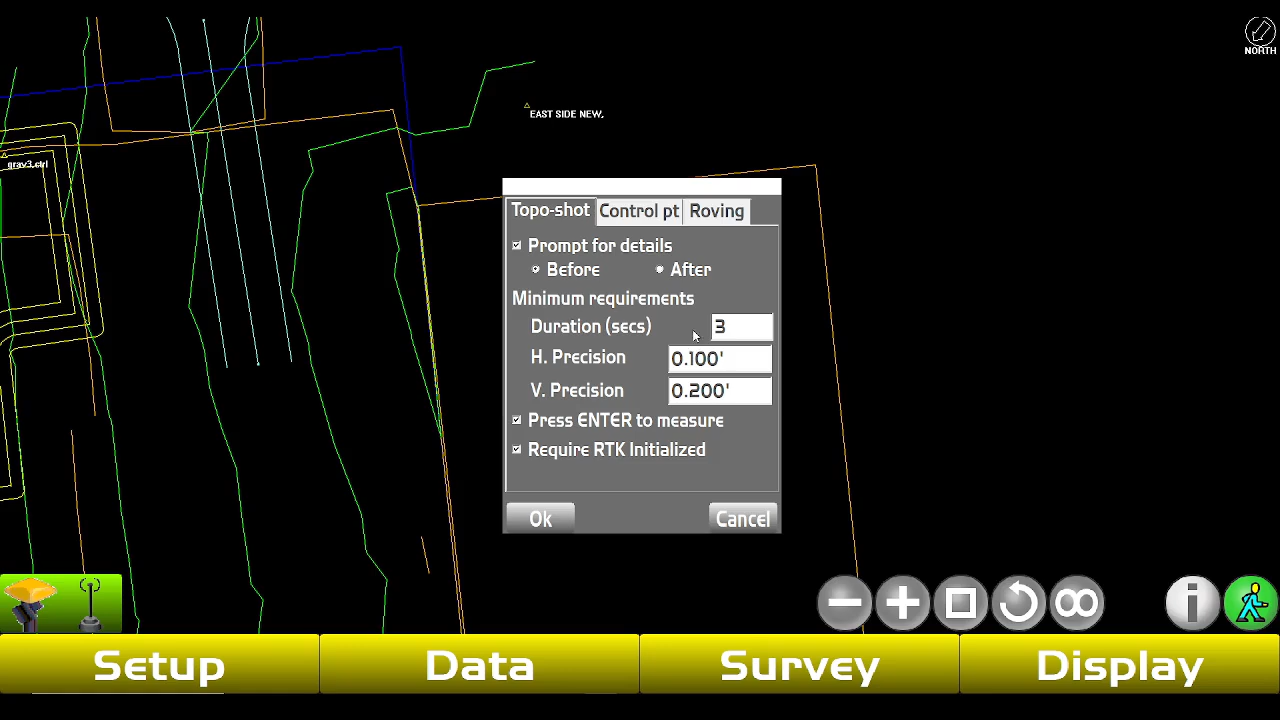 NORTH
EAST SIDE NEW,
grav3.ctrl
Topo-shot Control pt Roving
Prompt for details
Before After
Minimum requirements
Duration (secs) 3
H. Precision 0.100'
V. Precision 0.200'
Press ENTER to measure
Require RTK Initialized
Ok Cancel
Setup Data Survey Display